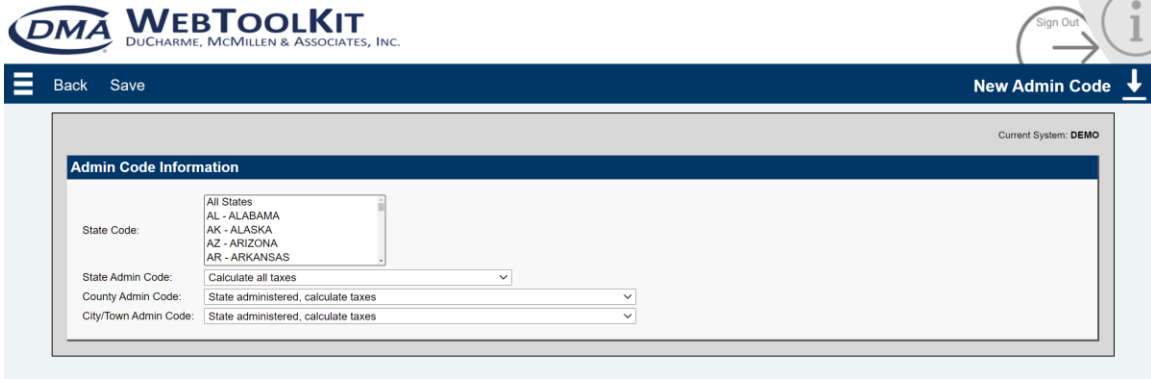 DMA WEBTOOLKIT
DUCHARME, MCMILLEN & ASSOCIATES, INC.
Sign Out
i
Back Save New Admin Code
Current System: DEMO
Admin Code Information
State Code:
All States
AL - ALABAMA
AK - ALASKA
AZ - ARIZONA
AR - ARKANSAS
State Admin Code: Calculate all taxes
County Admin Code: State administered, calculate taxes
City/Town Admin Code: State administered, calculate taxes